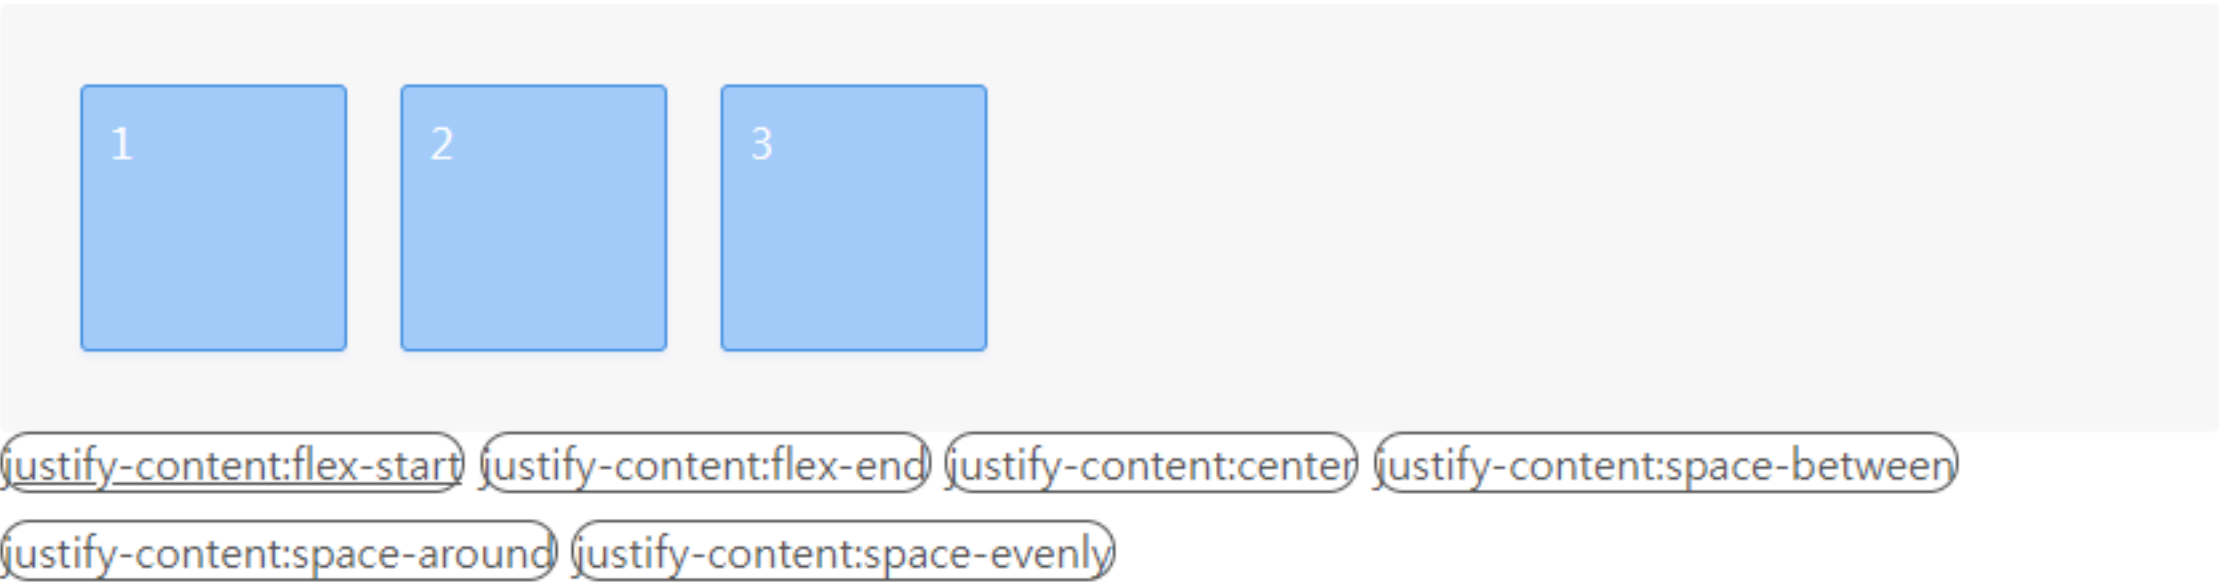 1 2 3
justify-content:flex-start justify-content:flex-end justify-content:center justify-content:space-between
justify-content:space-around justify-content:space-evenly